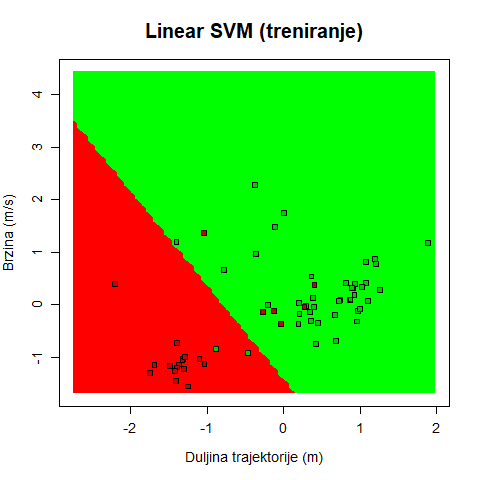 Linear SVM (treniranje)
Brzina (m/s)
4
3
2
1
0
-1
-2 -1 0 1 2
Duljina trajektorije (m)